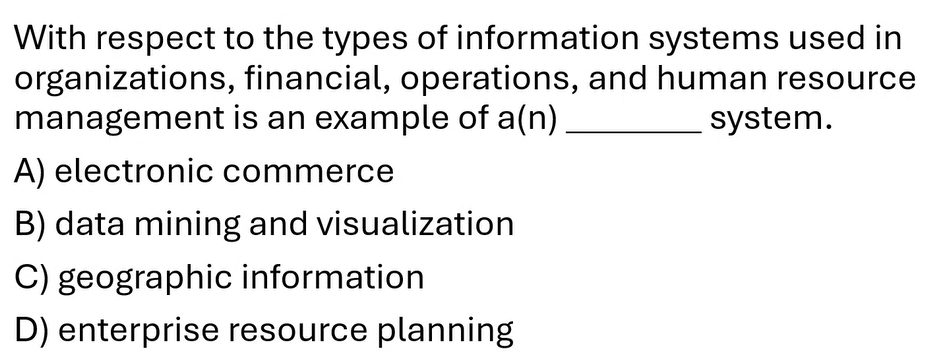 With respect to the types of information systems used in
organizations, financial, operations, and human resource
management is an example of a(n) ________ system.
A) electronic commerce
B) data mining and visualization
C) geographic information
D) enterprise resource planning